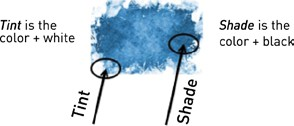 Tint is the
color + white
Shade is the
color + black
Tint
Shade